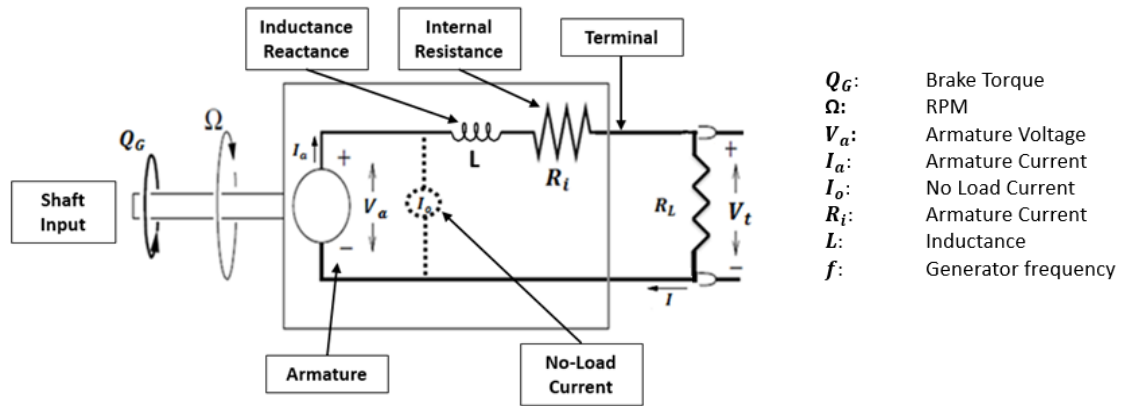 Inductance
Reactance
Internal
Resistance
Terminal
Shaft
Input
Q_G
Ω
I_a
+
−
V_a
I_o
L
R_i
R_L
+
V_t
−
I
Armature
No-Load
Current
Q_G: Brake Torque
Ω: RPM
V_a: Armature Voltage
I_a: Armature Current
I_o: No Load Current
R_i: Armature Current
L: Inductance
f: Generator frequency